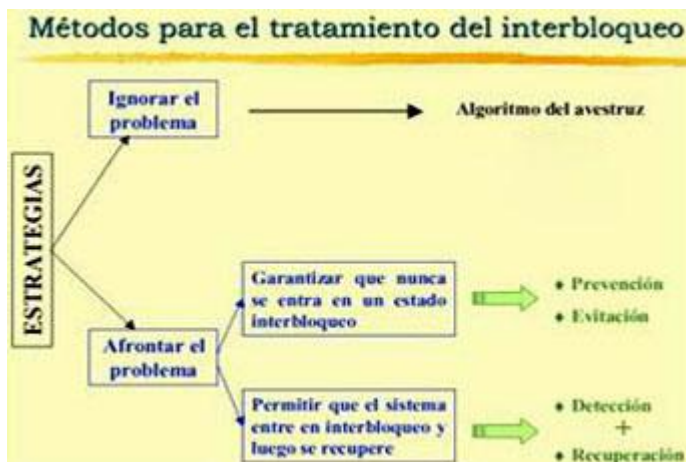 Métodos para el tratamiento del interbloqueo
Ignorar el
problema
Algoritmo del avestruz
ESTRATEGIAS
Garantizar que nunca
se entra en un estado
interbloqueo
♦ Prevención
♦ Evitación
Afrontar el
problema
Permitir que el sistema
entre en interbloqueo y
luego se recupere
♦ Detección
+
♦ Recuperación